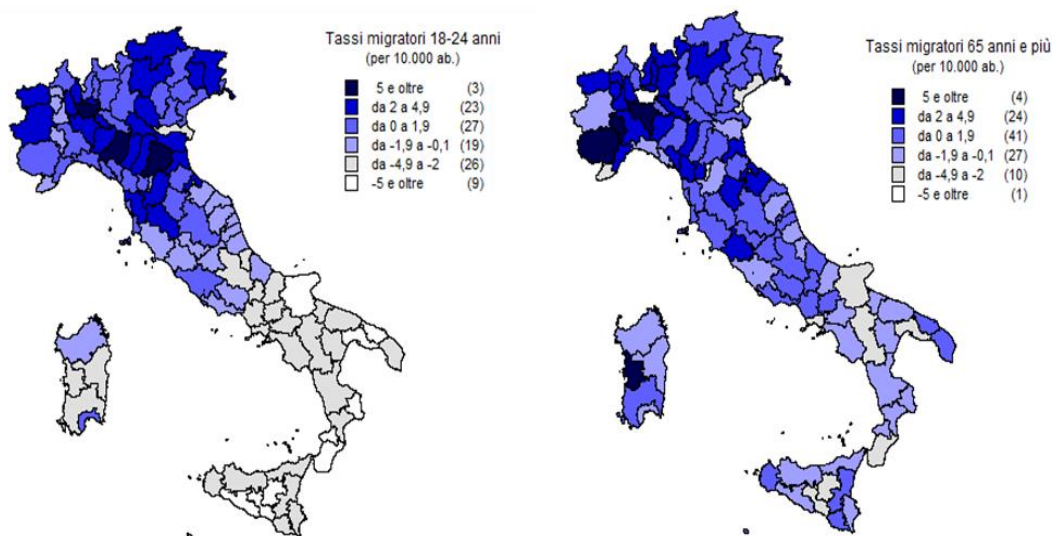 Tassi migratori 18-24 anni
(per 10.000 ab.)
5 e oltre (3)
da 2 a 4,9 (23)
da 0 a 1,9 (27)
da -1,9 a -0,1 (19)
da -4,9 a -2 (26)
-5 e oltre (9)
Tassi migratori 65 anni e più
(per 10.000 ab.)
5 e oltre (4)
da 2 a 4,9 (24)
da 0 a 1,9 (41)
da -1,9 a -0,1 (27)
da -4,9 a -2 (10)
-5 e oltre (1)